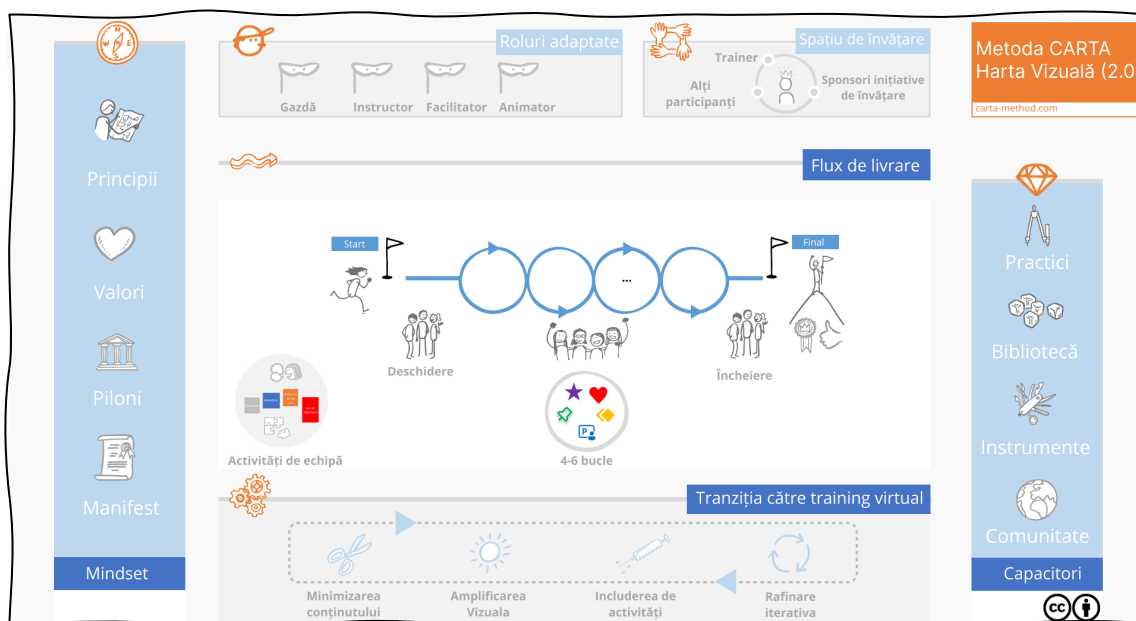 Roluri adaptate
Gazdă
Instructor
Facilitator
Animator
Spațiu de învățare
Trainer
Alți
participanți
Sponsori inițiative
de învățare
Metoda CARTA
Harta Vizuală (2.0
carta-method.com
N
W
E
S
Principii
Valori
Piloni
Manifest
Mindset
Flux de livrare
Start
Final
...
Deschidere
Încheiere
Activități de echipă
P
4-6 bucle
Tranziția către training virtual
Minimizarea
conținutului
Amplificarea
Vizuala
Includerea de
activități
Rafinare
iterativa
Practici
Bibliotecă
Instrumente
Comunitate
Capacitori
cc